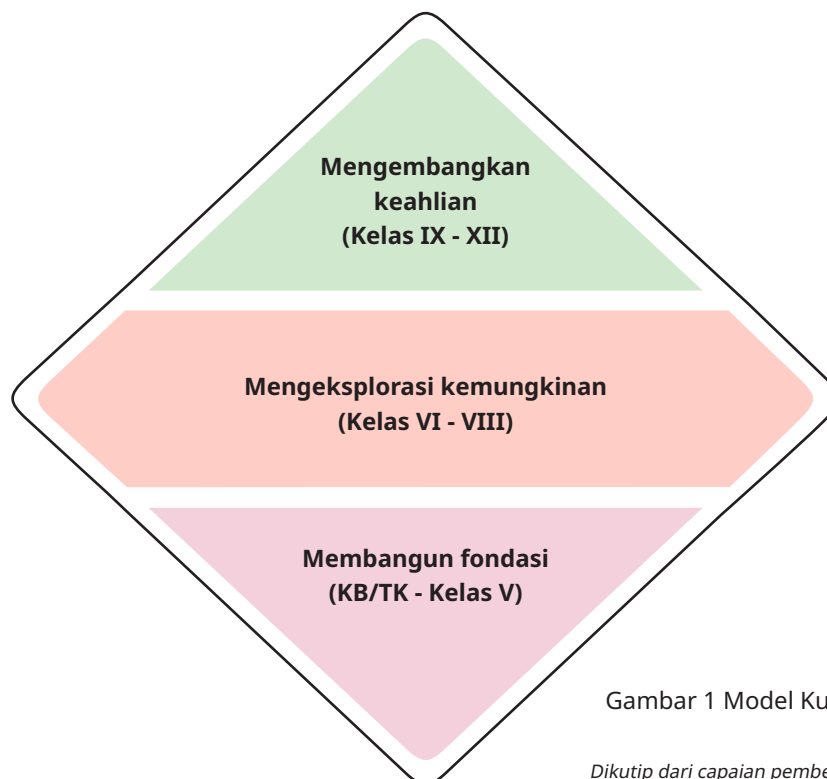 Mengembangkan
keahlian
(Kelas IX - XII)
Mengeksplorasi kemungkinan
(Kelas VI - VIII)
Membangun fondasi
(KB/TK - Kelas V)
Gambar 1 Model Ku
Dikutip dari capaian pembe